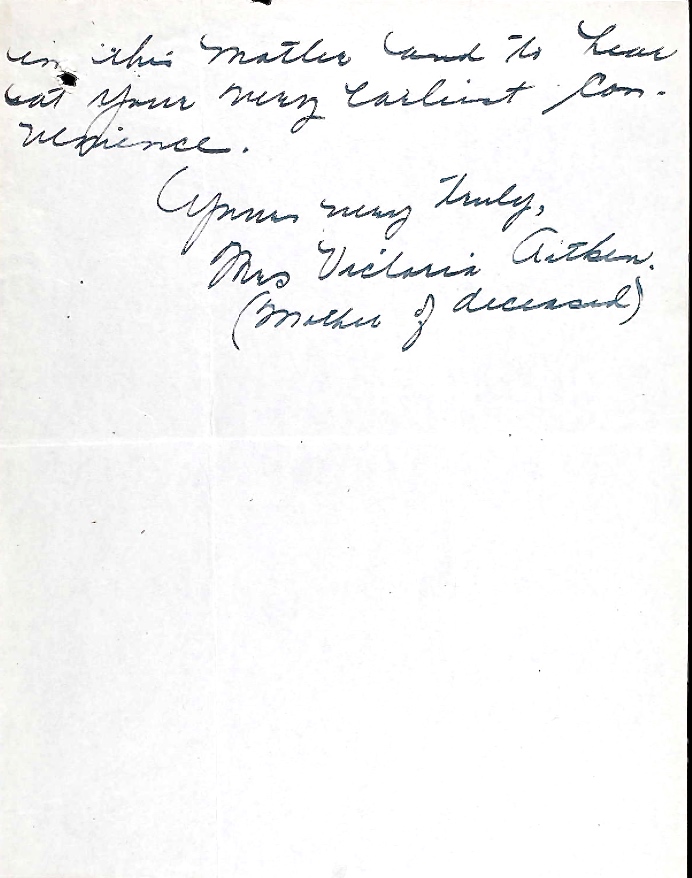 in this matter and to hear
at your very earliest con-
venience.
Yours very truly,
Mrs Victoria Aitken.
(Mother of deceased)